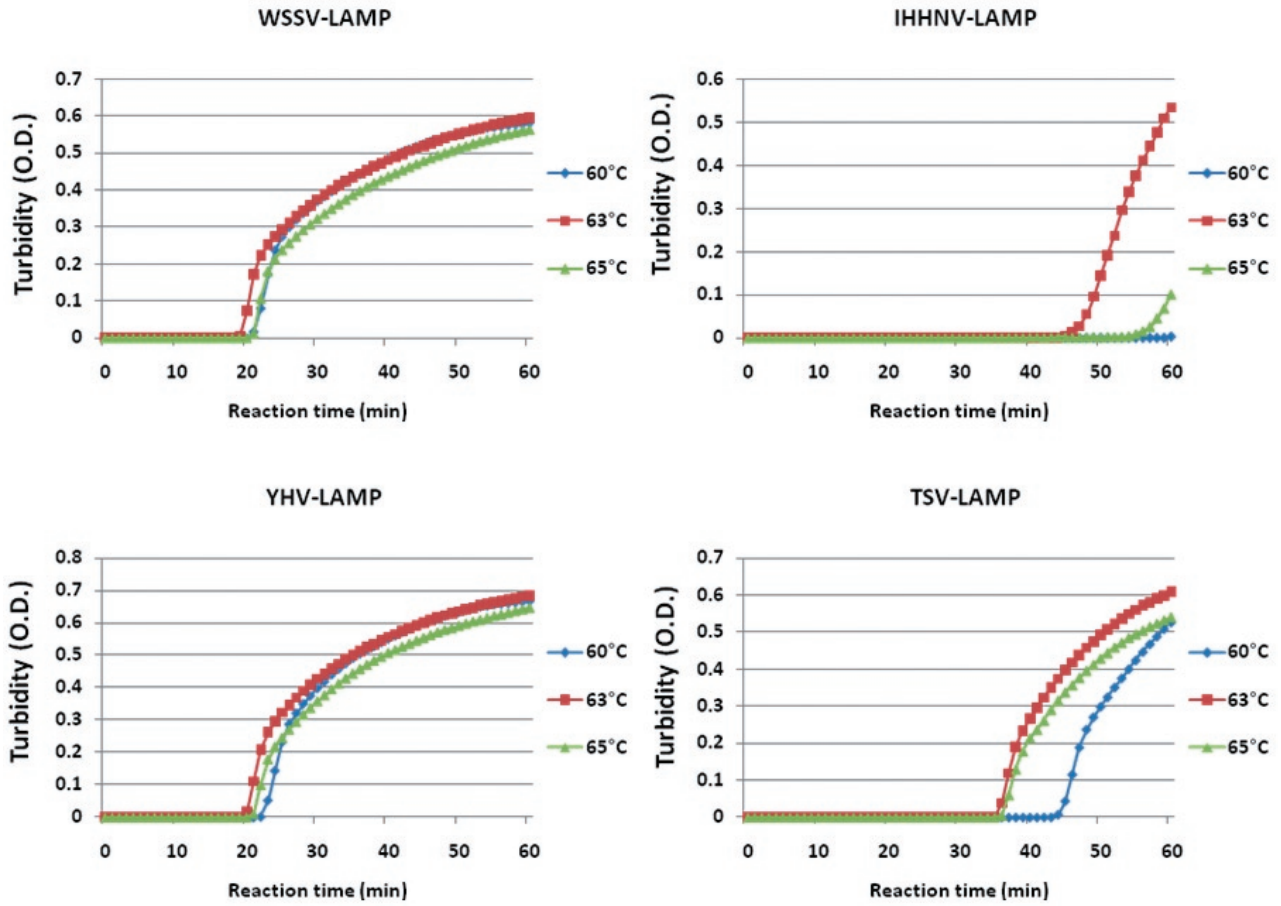 WSSV-LAMP
Turbidity (O.D.)
0.7
0.6
0.5
0.4
0.3
0.2
0.1
0
0 10 20 30 40 50 60
Reaction time (min)
60°C
63°C
65°C
IHHNV-LAMP
Turbidity (O.D.)
0.6
0.5
0.4
0.3
0.2
0.1
0
0 10 20 30 40 50 60
Reaction time (min)
60°C
63°C
65°C
YHV-LAMP
Turbidity (O.D.)
0.8
0.7
0.6
0.5
0.4
0.3
0.2
0.1
0
0 10 20 30 40 50 60
Reaction time (min)
60°C
63°C
65°C
TSV-LAMP
Turbidity (O.D.)
0.7
0.6
0.5
0.4
0.3
0.2
0.1
0
0 10 20 30 40 50 60
Reaction time (min)
60°C
63°C
65°C